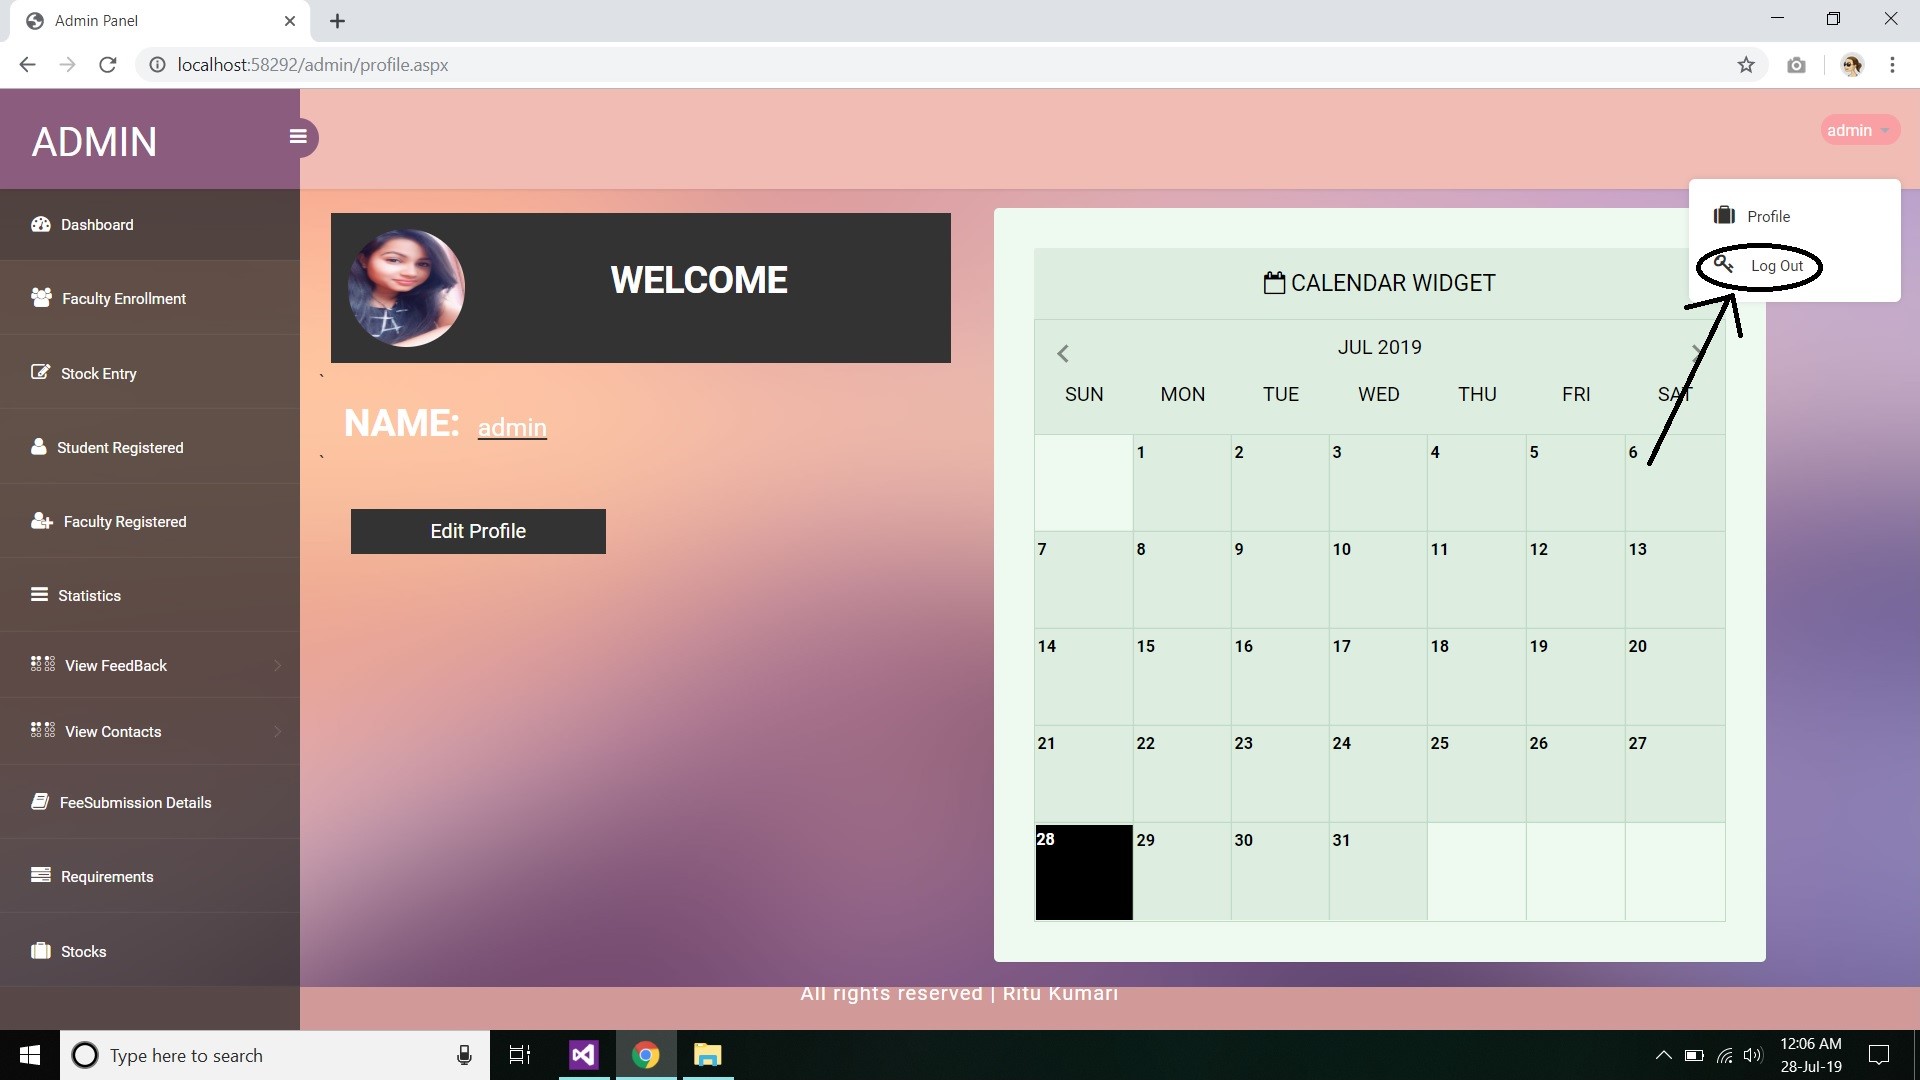 Admin Panel
localhost:58292/admin/profile.aspx
ADMIN
admin
Profile
Log Out
Dashboard
Faculty Enrollment
Stock Entry
Student Registered
Faculty Registered
Statistics
View FeedBack
View Contacts
FeeSubmission Details
Requirements
Stocks
WELCOME
`
NAME: admin
`
Edit Profile
CALENDAR WIDGET
JUL 2019
SUN MON TUE WED THU FRI SAT
1 2 3 4 5 6
7 8 9 10 11 12 13
14 15 16 17 18 19 20
21 22 23 24 25 26 27
28 29 30 31
All rights reserved | Ritu Kumari
Type here to search
12:06 AM
28-Jul-19